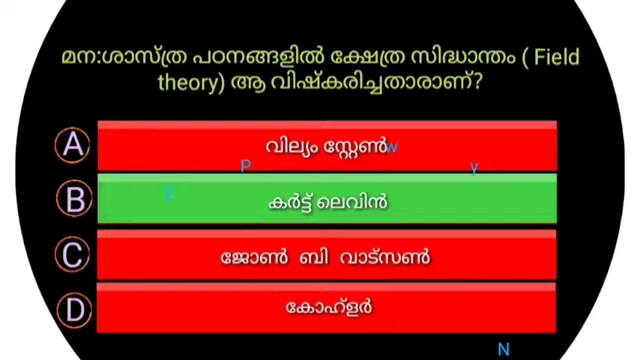 മന:ശാസ്ത്ര പഠനങ്ങളിൽ ക്ഷേത്ര സിദ്ധാന്തം ( Field
theory) ആ വിഷ്കരിച്ചതാരാണ്?
A വില്യം സ്റ്റേൺ
w
P
y
E
B കർട്ട് ലെവിൻ
C ജോൺ ബി വാട്സൺ
D കോഹ്ളർ
N